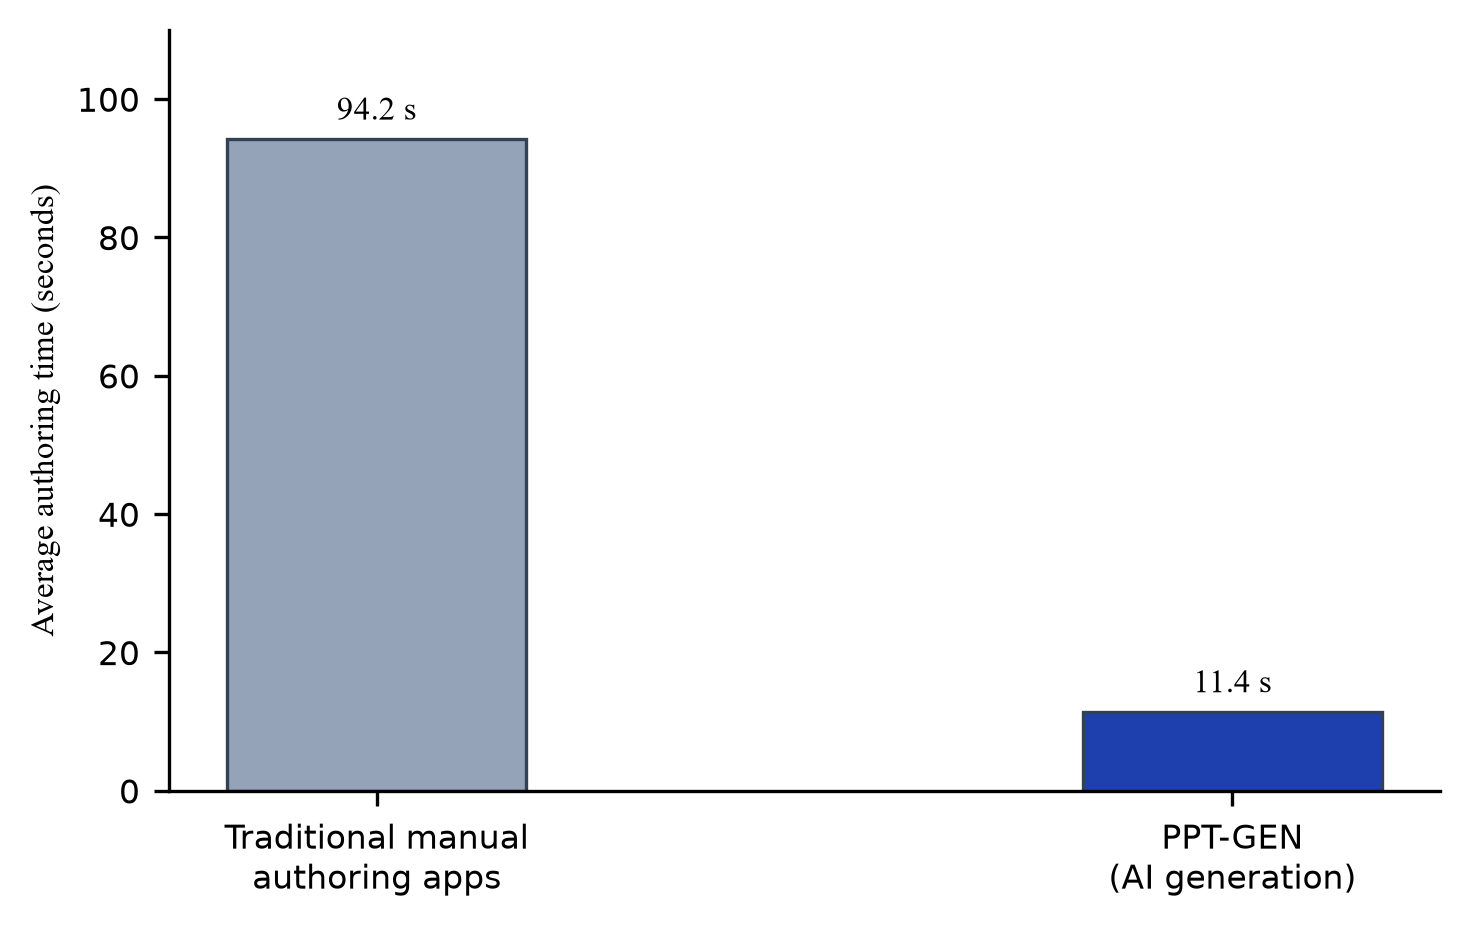 Average authoring time (seconds)
100
80
60
40
20
0
94.2 s
11.4 s
Traditional manual
authoring apps
PPT-GEN
(AI generation)